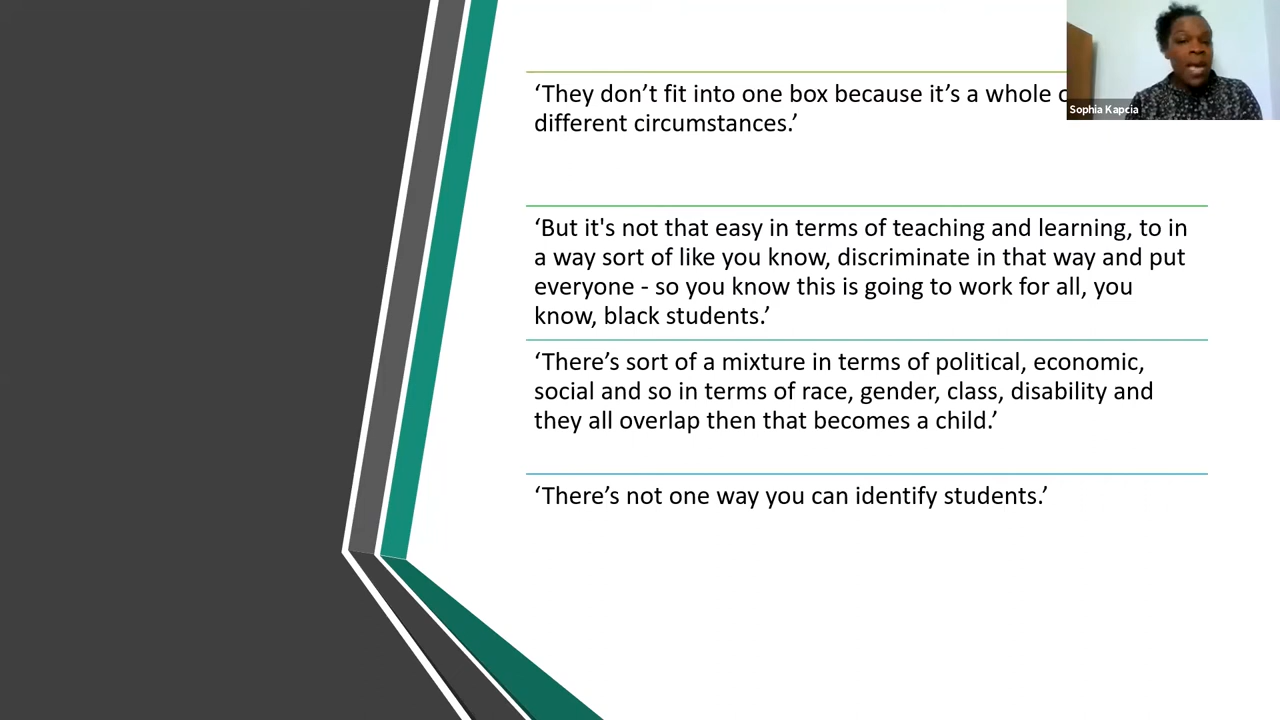 ‘They don’t fit into one box because it’s a whole
different circumstances.’
‘But it's not that easy in terms of teaching and learning, to in
a way sort of like you know, discriminate in that way and put
everyone - so you know this is going to work for all, you
know, black students.’
‘There’s sort of a mixture in terms of political, economic,
social and so in terms of race, gender, class, disability and
they all overlap then that becomes a child.’
‘There’s not one way you can identify students.’
Sophia Kapcia